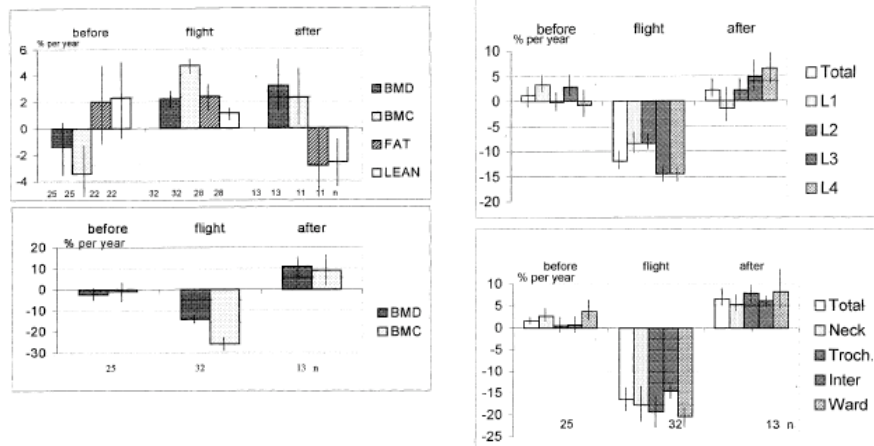 before flight after
% per year
6
4
2
0
-2
-4
25 25 22 22 32 32 28 28 13 13 11 11 n
BMD
BMC
FAT
LEAN
before flight after
% per year
20
10
0
-10
-20
-30
25 32 13 n
BMD
BMC
before flight after
% per year
10
5
0
-5
-10
-15
-20
Total
L1
L2
L3
L4
before flight after
% per year
10
5
0
-5
-10
-15
-20
-25
25 32 13 n
Total
Neck
Troch.
Inter
Ward